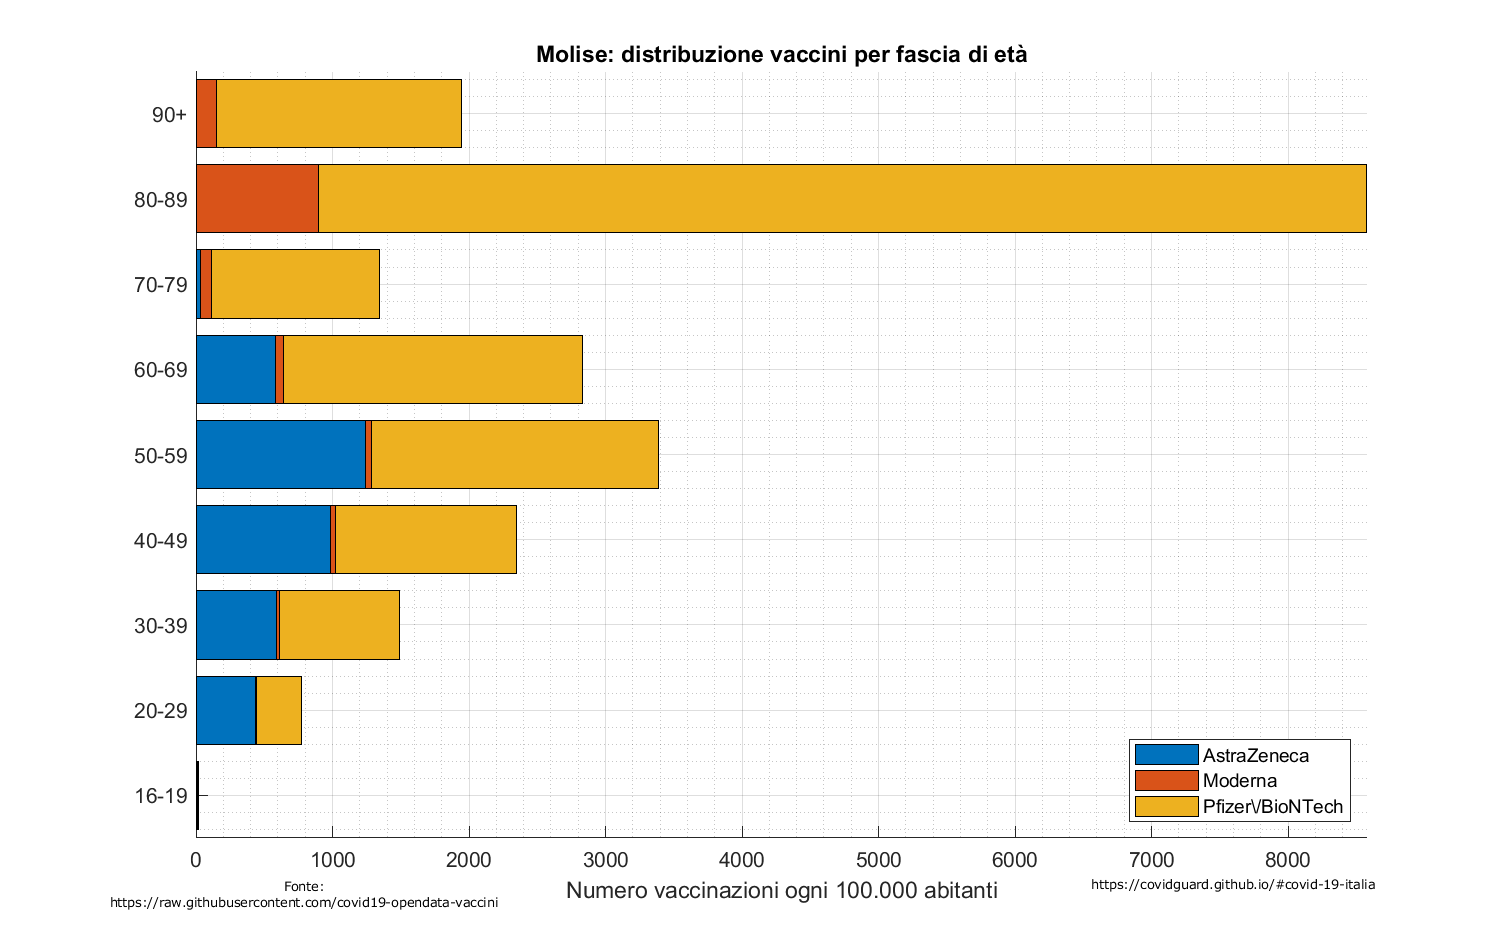 Molise: distribuzione vaccini per fascia di età
90+
80-89
70-79
60-69
50-59
40-49
30-39
20-29
16-19
AstraZeneca
Moderna
Pfizer\/BioNTech
0 1000 2000 3000 4000 5000 6000 7000 8000
Numero vaccinazioni ogni 100.000 abitanti
Fonte:
https://raw.githubusercontent.com/covid19-opendata-vaccini
https://covidguard.github.io/#covid-19-italia